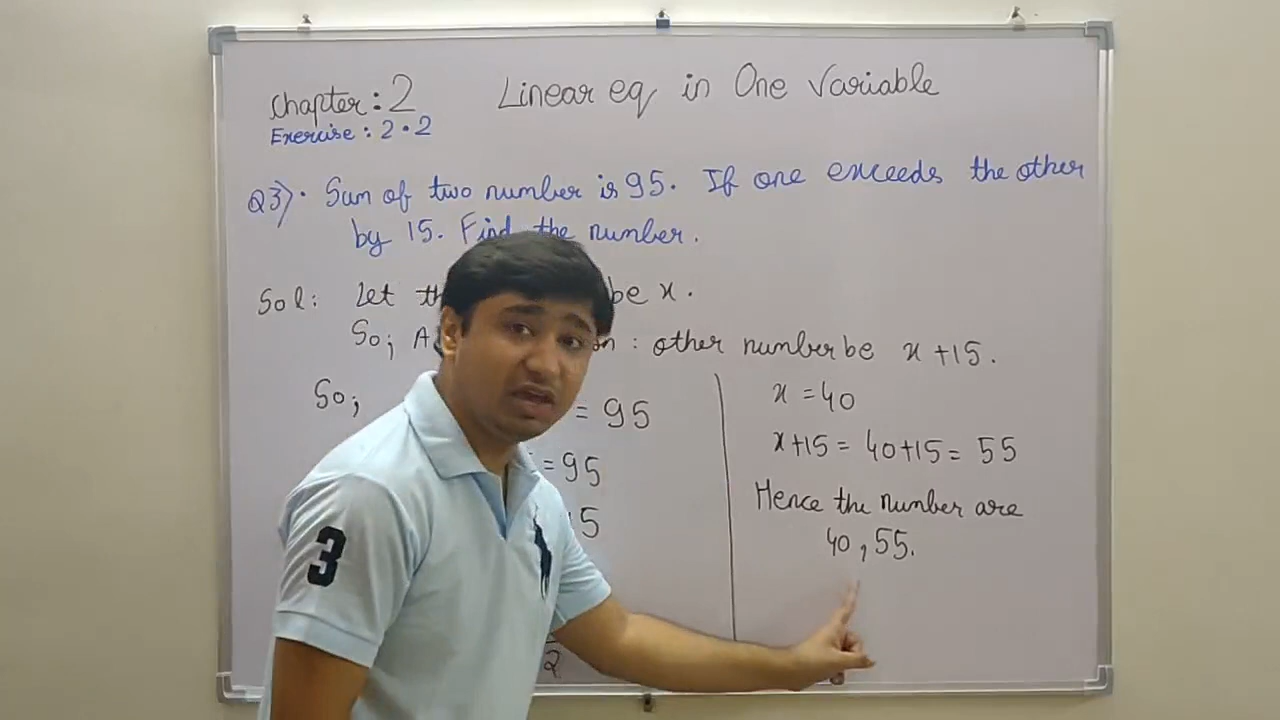 Chapter : 2 Linear eq in One Variable
Exercise : 2.2
Q3). Sum of two number is 95. If one exceeds the other
by 15. Find the number.
Sol: Let be x.
So; : other number be x +15.
So; = 95
= 95
5
2
x = 40
x+15 = 40+15 = 55
Hence the number are
40, 55.
3